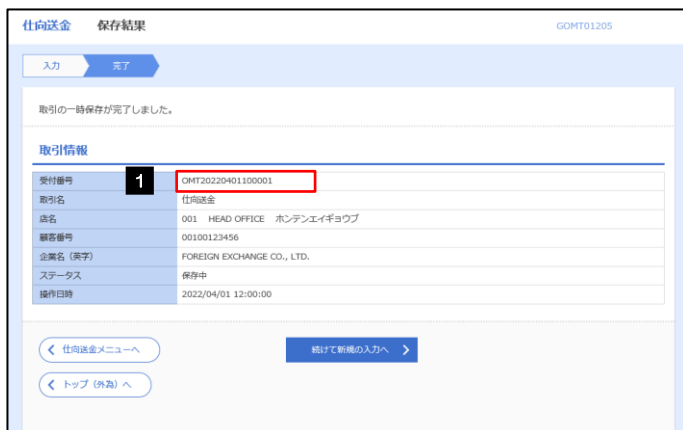 仕向送金 保存結果 GOMT01205
入力 完了
取引の一時保存が完了しました。
取引情報
受付番号 1 OMT20220401100001
取引名 仕向送金
店名 001 HEAD OFFICE ホンテンエイギョウブ
顧客番号 00100123456
企業名（英字） FOREIGN EXCHANGE CO., LTD.
ステータス 保存中
操作日時 2022/04/01 12:00:00
仕向送金メニューへ 続けて新規の入力へ
トップ（外為）へ